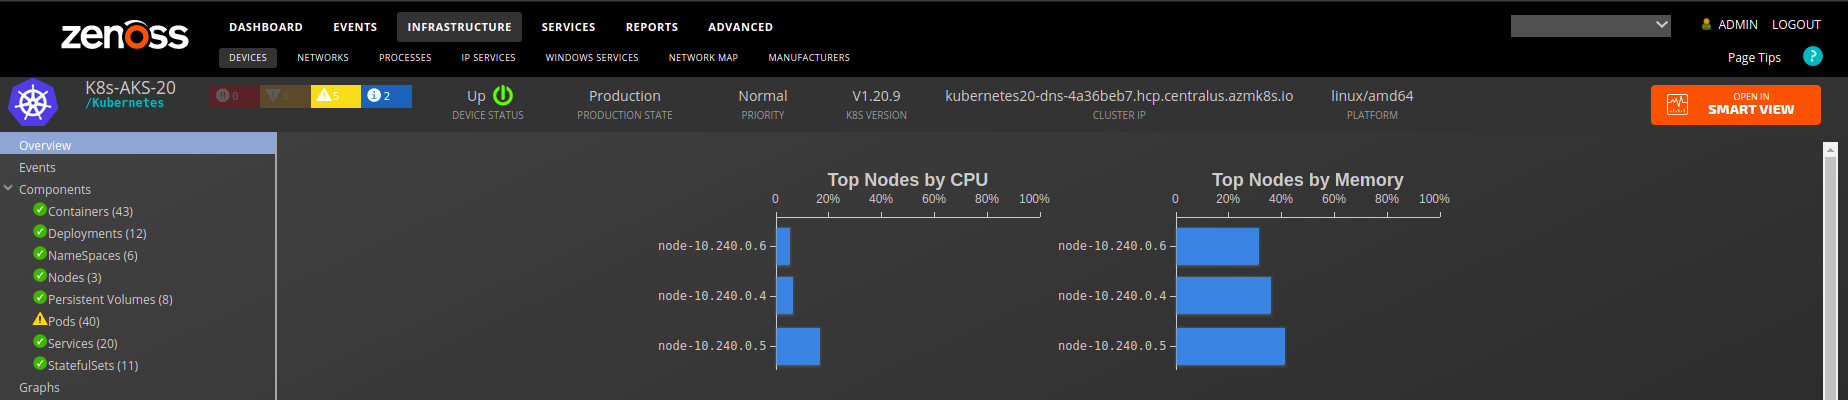 zenoss
DASHBOARD EVENTS INFRASTRUCTURE SERVICES REPORTS ADVANCED
ADMIN LOGOUT
DEVICES NETWORKS PROCESSES IP SERVICES WINDOWS SERVICES NETWORK MAP MANUFACTURERS
Page Tips ?
K8s-AKS-20
/Kubernetes
0 0 5 2
Up Production Normal V1.20.9 kubernetes20-dns-4a36beb7.hcp.centralus.azmk8s.io linux/amd64
DEVICE STATUS PRODUCTION STATE PRIORITY K8S VERSION CLUSTER IP PLATFORM
OPEN IN
SMART VIEW
Overview
Events
Components
Containers (43)
Deployments (12)
NameSpaces (6)
Nodes (3)
Persistent Volumes (8)
Pods (40)
Services (20)
StatefulSets (11)
Graphs
Top Nodes by CPU
0 20% 40% 60% 80% 100%
node-10.240.0.6
node-10.240.0.4
node-10.240.0.5
Top Nodes by Memory
0 20% 40% 60% 80% 100%
node-10.240.0.6
node-10.240.0.4
node-10.240.0.5